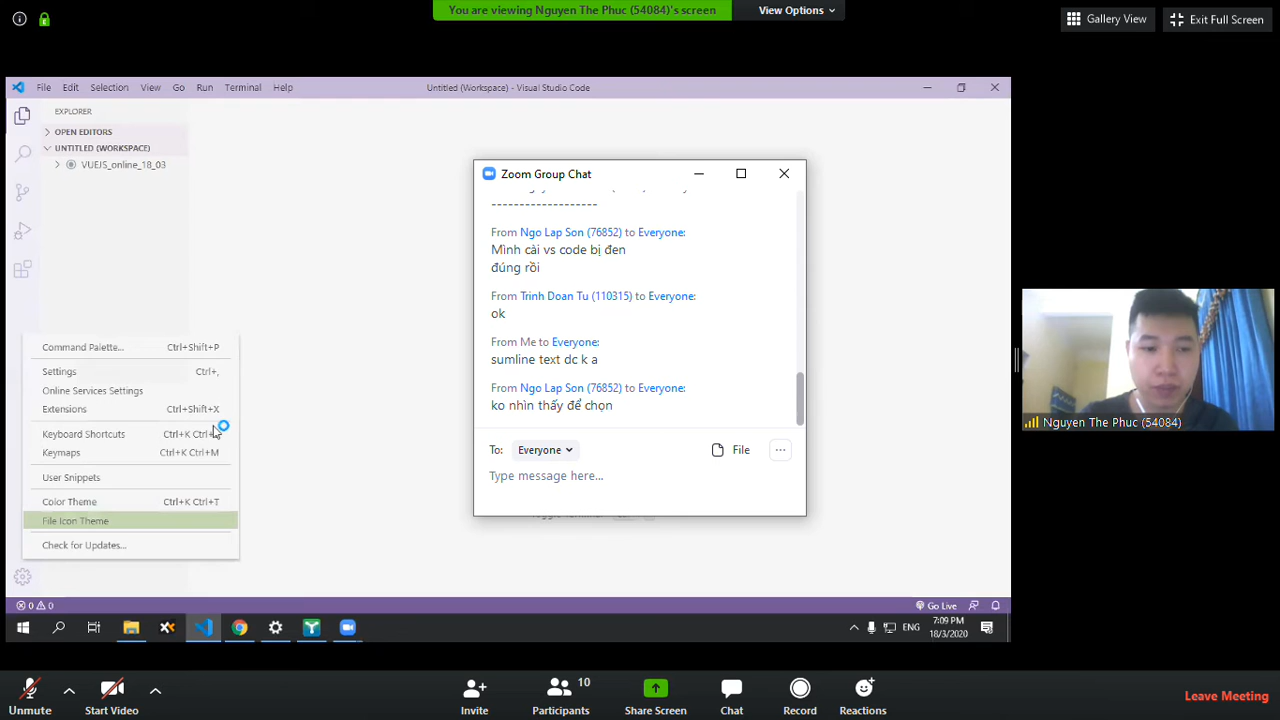 You are viewing Nguyen The Phuc (54084)'s screen
View Options
Gallery View
Exit Full Screen
File Edit Selection View Go Run Terminal Help
Untitled (Workspace) - Visual Studio Code
EXPLORER
OPEN EDITORS
UNTITLED (WORKSPACE)
VUEJS_online_18_03
Zoom Group Chat
-------------------
From Ngo Lap Son (76852) to Everyone:
Mình cài vs code bị đen
đúng rồi
From Trinh Doan Tu (110315) to Everyone:
ok
From Me to Everyone:
sumline text dc k a
From Ngo Lap Son (76852) to Everyone:
ko nhìn thấy để chọn
To: Everyone
File
Type message here...
Command Palette... Ctrl+Shift+P
Settings Ctrl+,
Online Services Settings
Extensions Ctrl+Shift+X
Keyboard Shortcuts Ctrl+K
Keymaps Ctrl+K Ctrl+M
User Snippets
Color Theme Ctrl+K Ctrl+T
File Icon Theme
Check for Updates...
Nguyen The Phuc (54084)
0 0
Go Live
ENG
7:09 PM
18/3/2020
Unmute
Start Video
Invite
10
Participants
Share Screen
Chat
Record
Reactions
Leave Meeting